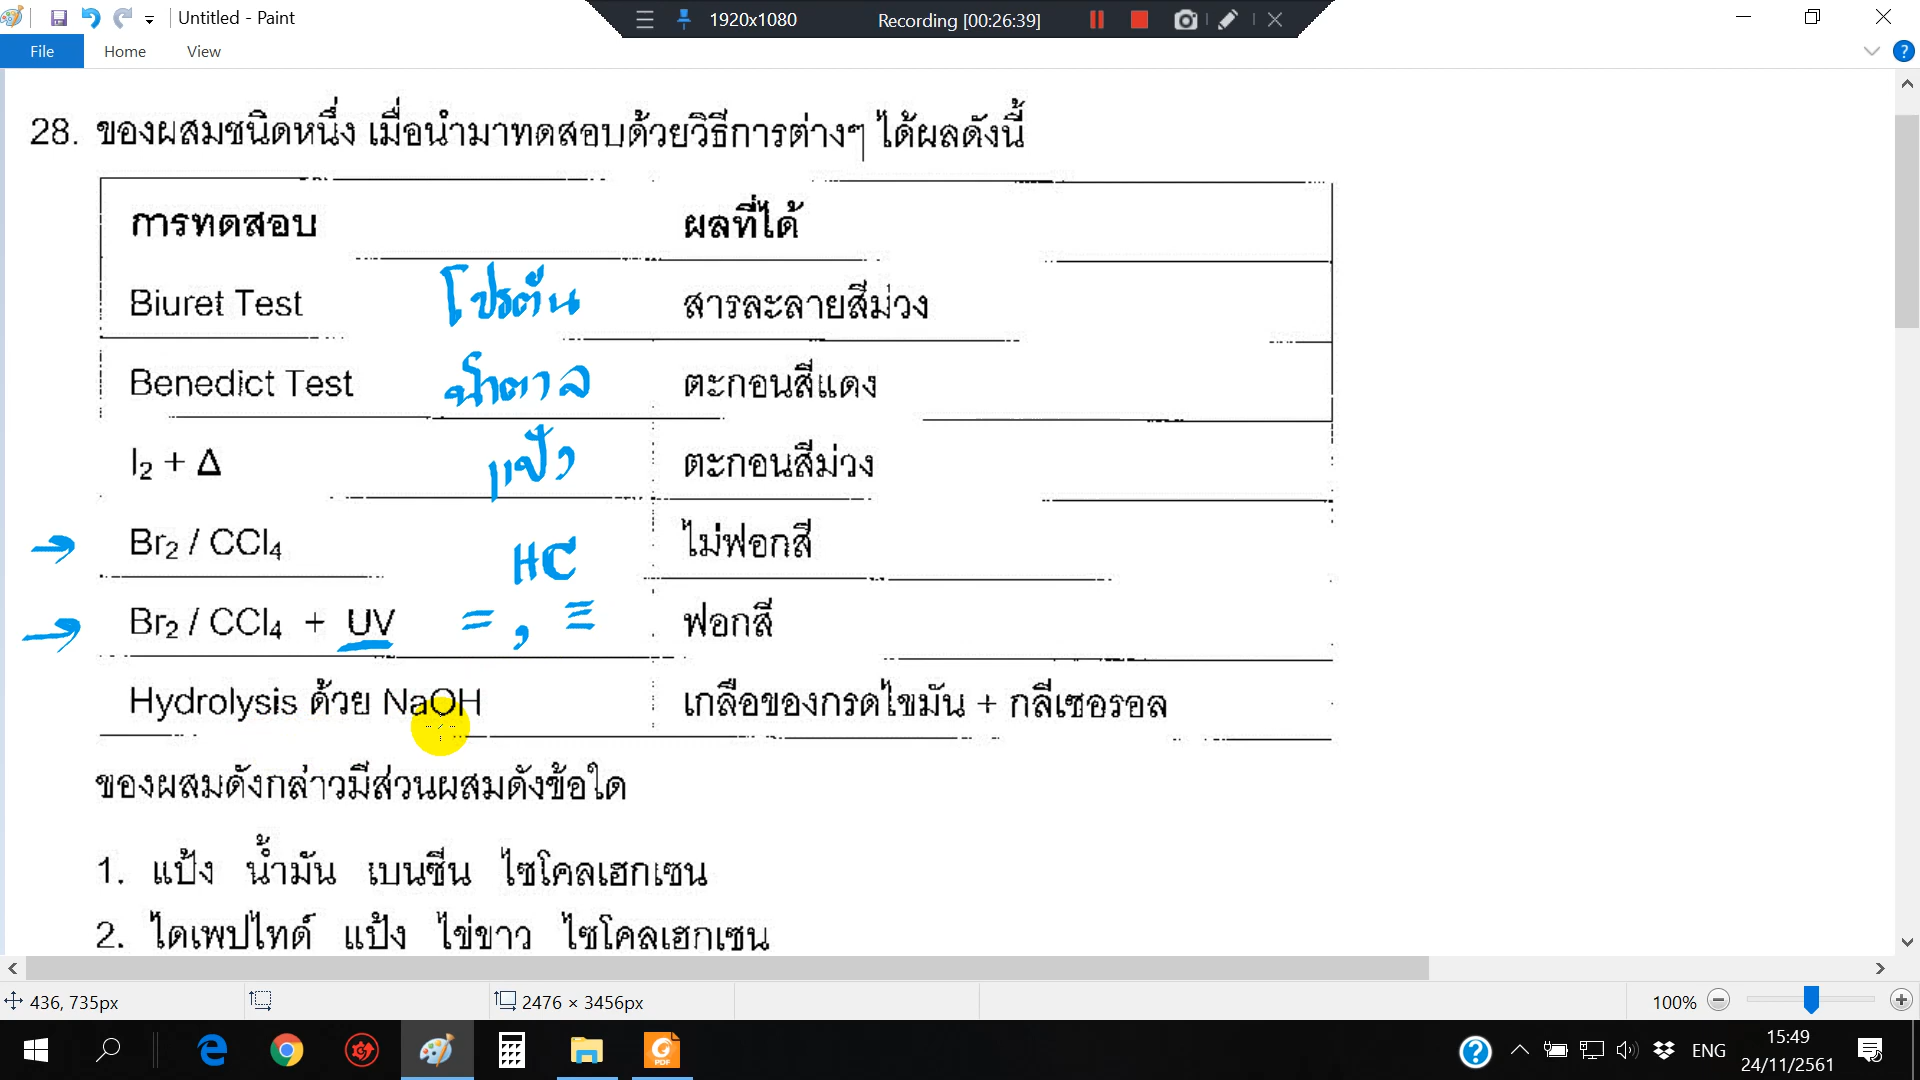 Untitled - Paint
1920x1080
Recording [00:26:39]
File Home View
28. ของผสมชนิดหนึ่ง เมื่อนำมาทดสอบด้วยวิธีการต่างๆ ได้ผลดังนี้
การทดสอบ ผลที่ได้
Biuret Test โปรตีน สารละลายสีม่วง
Benedict Test น้ำตาล ตะกอนสีแดง
I₂ + Δ แป้ง ตะกอนสีม่วง
→ Br₂ / CCl₄ HC ไม่ฟอกสี
→ Br₂ / CCl₄ + UV = , ≡ ฟอกสี
Hydrolysis ด้วย NaOH เกลือของกรดไขมัน + กลีเซอรอล
ของผสมดังกล่าวมีส่วนผสมดังข้อใด
1. แป้ง น้ำมัน เบนซีน ไซโคลเฮกเซน
2. ไดเพปไทด์ แป้ง ไข่ขาว ไซโคลเฮกเซน
436, 735px
2476 × 3456px
100%
PDF
ENG
15:49
24/11/2561